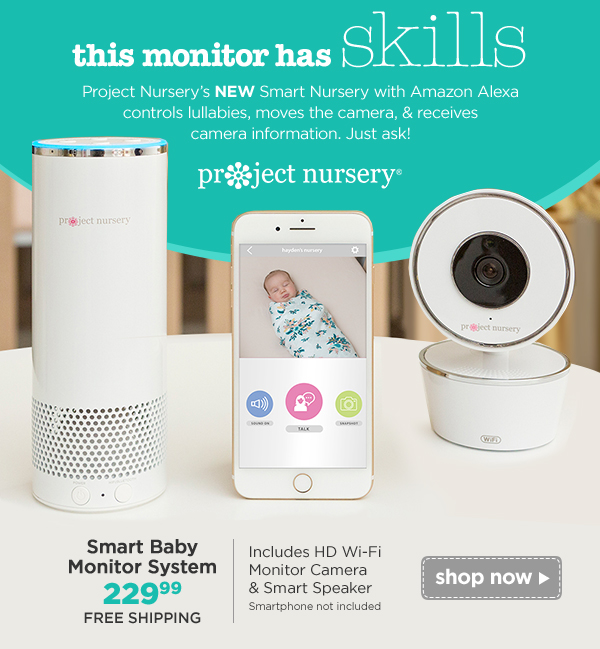 this monitor has skills
Project Nursery's NEW Smart Nursery with Amazon Alexa
controls lullabies, moves the camera, & receives
camera information. Just ask!
project nursery®
project nursery
hayden's nursery
SOUND ON
TALK
SNAPSHOT
project nursery
WiFi
Smart Baby
Monitor System
229⁹⁹
FREE SHIPPING
Includes HD Wi-Fi
Monitor Camera
& Smart Speaker
Smartphone not included
shop now